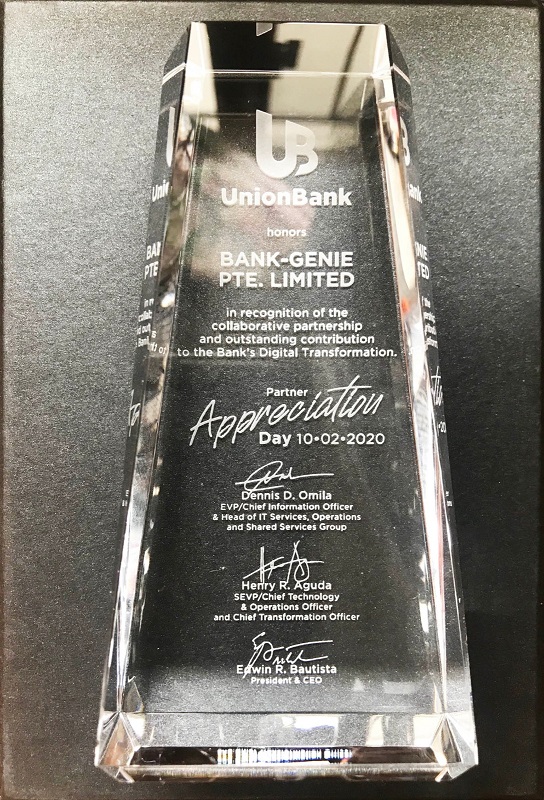 UB
UnionBank
honors
BANK-GENIE
PTE. LIMITED
in recognition of the
collaborative partnership
and outstanding contribution
to the Bank's Digital Transformation.
Partner
Appreciation
Day 10•02•2020
Dennis D. Omila
EVP/Chief Information Officer
& Head of IT Services, Operations
and Shared Services Group
Henry R. Aguda
SEVP/Chief Technology
& Operations Officer
and Chief Transformation Officer
Edwin R. Bautista
President & CEO